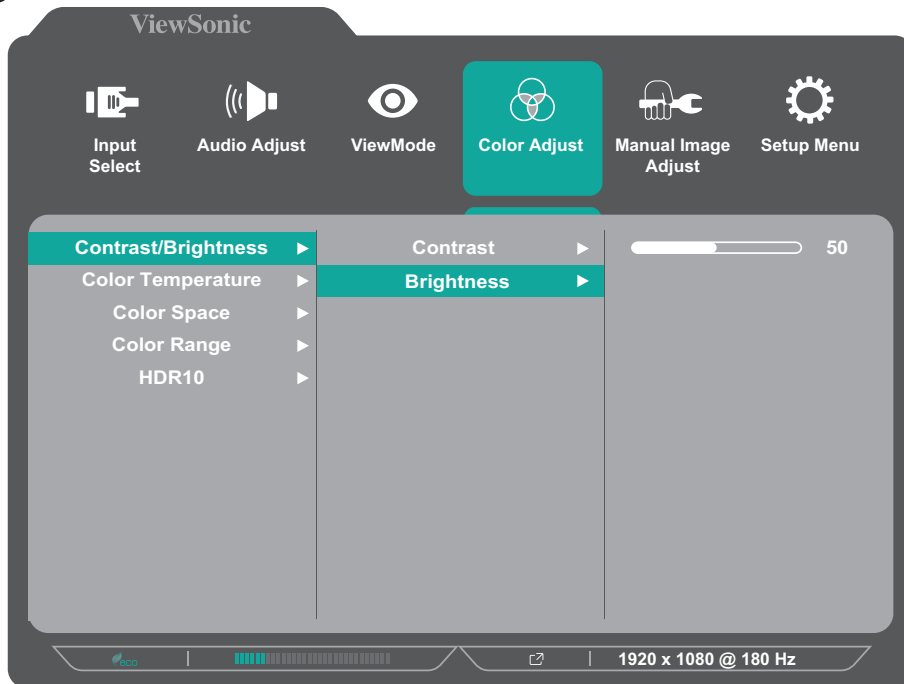 ViewSonic
Input
Select
Audio Adjust
ViewMode
Color Adjust
Manual Image
Adjust
Setup Menu
Contrast/Brightness
Contrast
50
Color Temperature
Brightness
Color Space
Color Range
HDR10
eco
1920 x 1080 @ 180 Hz